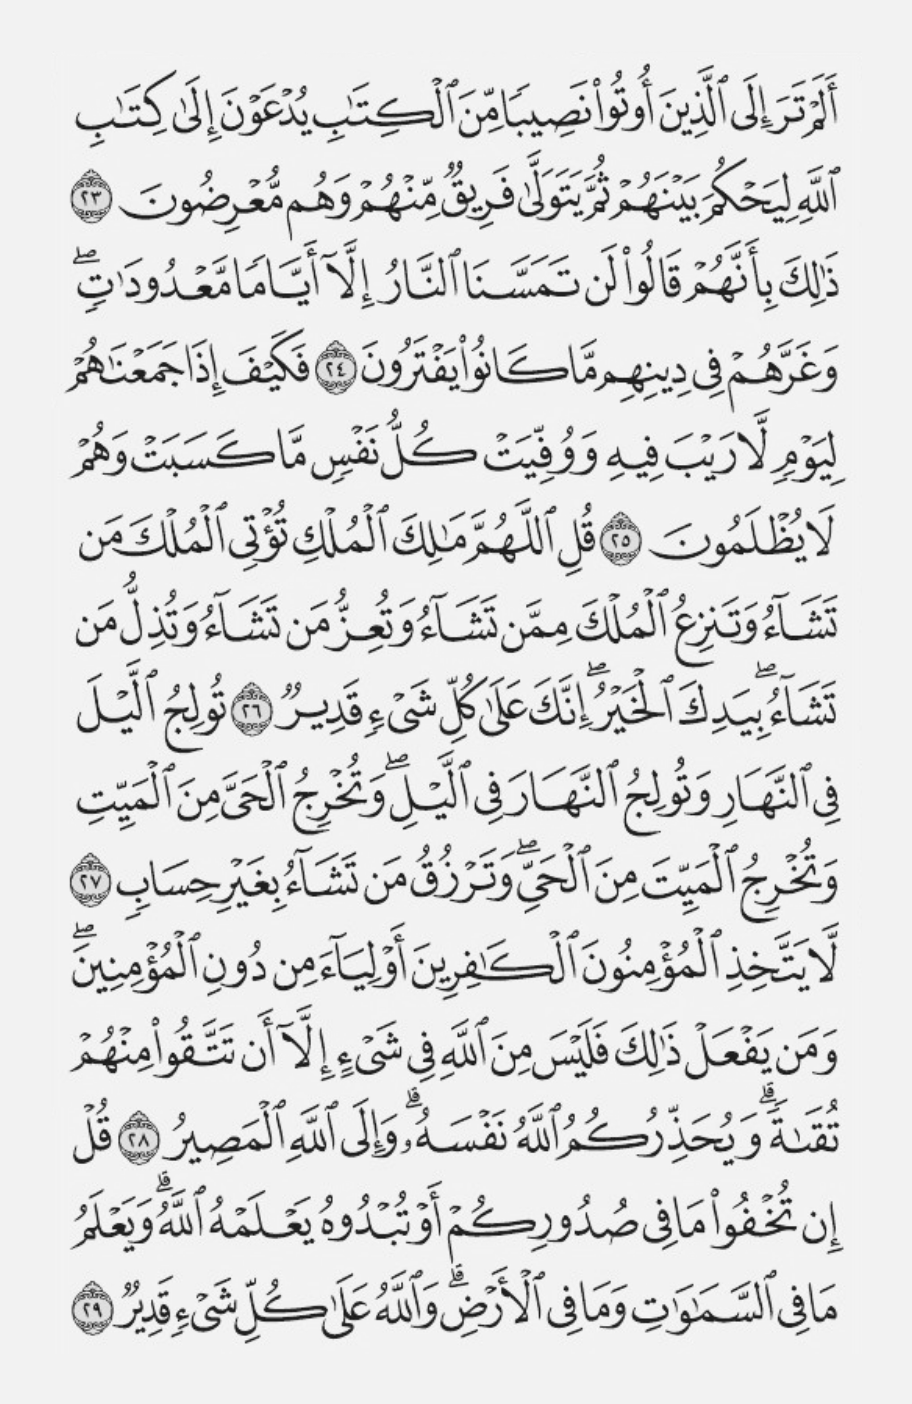 أَلَمۡ تَرَ إِلَى ٱلَّذِينَ أُوتُواْ نَصِيبٗا مِّنَ ٱلۡكِتَٰبِ يُدۡعَوۡنَ إِلَىٰ كِتَٰبِ
ٱللَّهِ لِيَحۡكُمَ بَيۡنَهُمۡ ثُمَّ يَتَوَلَّىٰ فَرِيقٞ مِّنۡهُمۡ وَهُم مُّعۡرِضُونَ ٢٣
ذَٰلِكَ بِأَنَّهُمۡ قَالُواْ لَن تَمَسَّنَا ٱلنَّارُ إِلَّآ أَيَّامٗا مَّعۡدُودَٰتٖۖ
وَغَرَّهُمۡ فِي دِينِهِم مَّا كَانُواْ يَفۡتَرُونَ ٢٤ فَكَيۡفَ إِذَا جَمَعۡنَٰهُمۡ
لِيَوۡمٖ لَّا رَيۡبَ فِيهِ وَوُفِّيَتۡ كُلُّ نَفۡسٖ مَّا كَسَبَتۡ وَهُمۡ
لَا يُظۡلَمُونَ ٢٥ قُلِ ٱللَّهُمَّ مَٰلِكَ ٱلۡمُلۡكِ تُؤۡتِي ٱلۡمُلۡكَ مَن
تَشَآءُ وَتَنزِعُ ٱلۡمُلۡكَ مِمَّن تَشَآءُ وَتُعِزُّ مَن تَشَآءُ وَتُذِلُّ مَن
تَشَآءُۖ بِيَدِكَ ٱلۡخَيۡرُۖ إِنَّكَ عَلَىٰ كُلِّ شَيۡءٖ قَدِيرٞ ٢٦ تُولِجُ ٱلَّيۡلَ
فِي ٱلنَّهَارِ وَتُولِجُ ٱلنَّهَارَ فِي ٱلَّيۡلِۖ وَتُخۡرِجُ ٱلۡحَيَّ مِنَ ٱلۡمَيِّتِ
وَتُخۡرِجُ ٱلۡمَيِّتَ مِنَ ٱلۡحَيِّۖ وَتَرۡزُقُ مَن تَشَآءُ بِغَيۡرِ حِسَابٖ ٢٧
لَّا يَتَّخِذِ ٱلۡمُؤۡمِنُونَ ٱلۡكَٰفِرِينَ أَوۡلِيَآءَ مِن دُونِ ٱلۡمُؤۡمِنِينَۖ
وَمَن يَفۡعَلۡ ذَٰلِكَ فَلَيۡسَ مِنَ ٱللَّهِ فِي شَيۡءٍ إِلَّآ أَن تَتَّقُواْ مِنۡهُمۡ
تُقَىٰةٗۗ وَيُحَذِّرُكُمُ ٱللَّهُ نَفۡسَهُۥۗ وَإِلَى ٱللَّهِ ٱلۡمَصِيرُ ٢٨ قُلۡ
إِن تُخۡفُواْ مَا فِي صُدُورِكُمۡ أَوۡ تُبۡدُوهُ يَعۡلَمۡهُ ٱللَّهُۗ وَيَعۡلَمُ
مَا فِي ٱلسَّمَٰوَٰتِ وَمَا فِي ٱلۡأَرۡضِۗ وَٱللَّهُ عَلَىٰ كُلِّ شَيۡءٖ قَدِيرٞ ٢٩